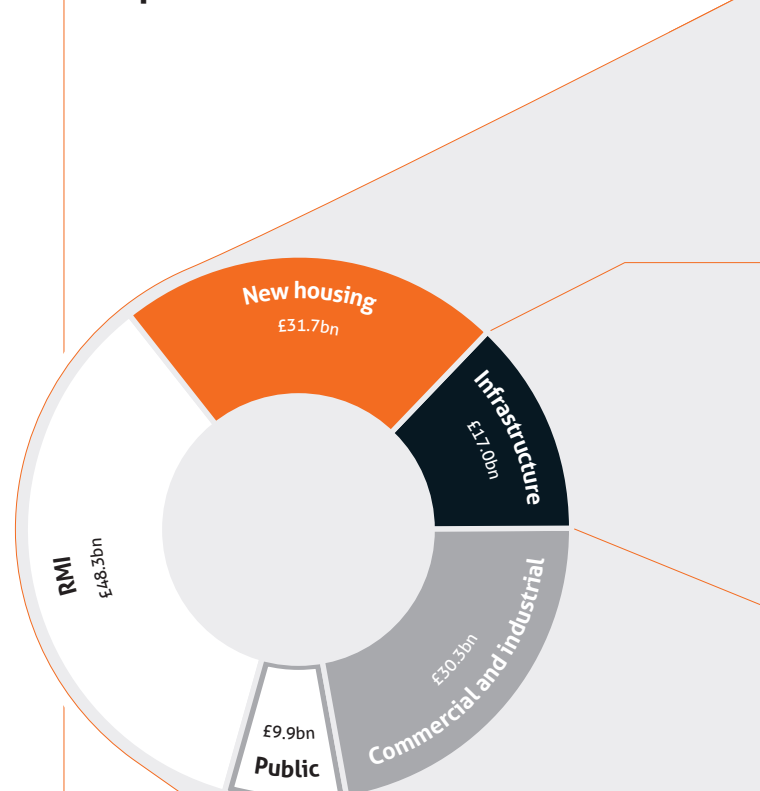 New housing
£31.7bn
Infrastructure
£17.0bn
RMI
£48.3bn
Commercial and industrial
£30.3bn
£9.9bn
Public